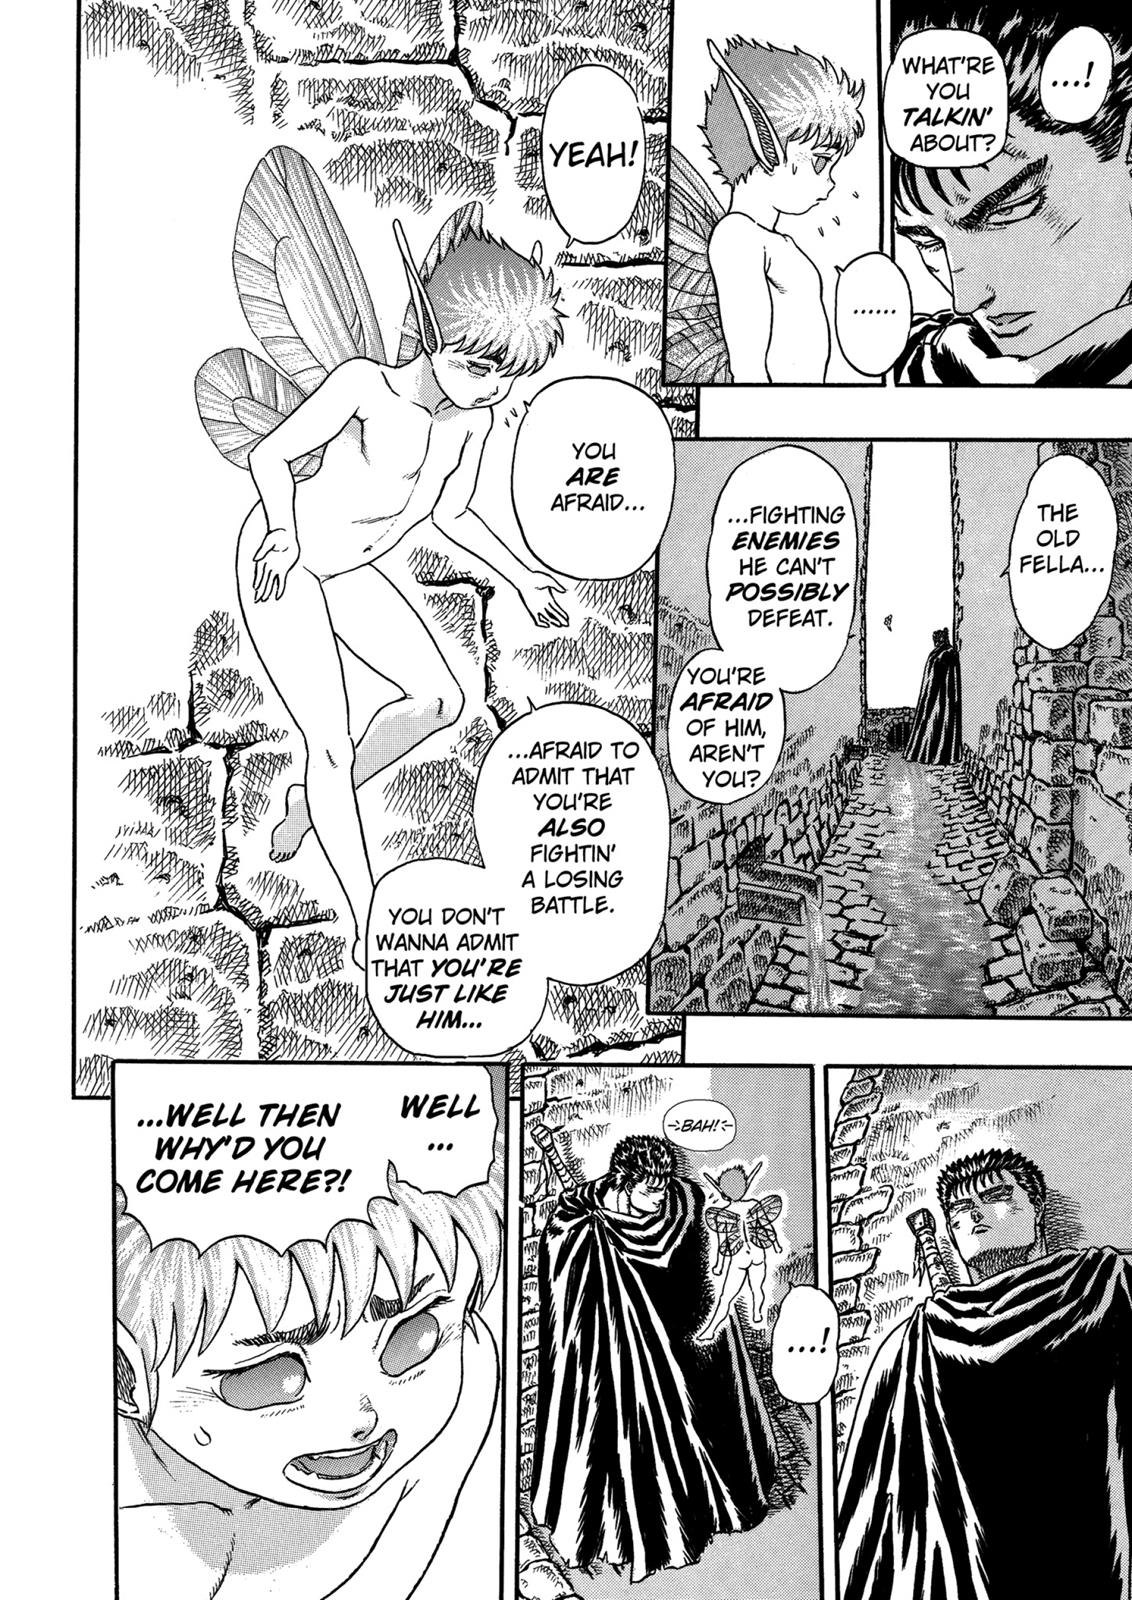 ...!
WHAT'RE
YOU
TALKIN'
ABOUT?
......
YEAH!
YOU
ARE
AFRAID...
THE
OLD
FELLA...
...FIGHTING
ENEMIES
HE CAN'T
POSSIBLY
DEFEAT.
YOU'RE
AFRAID
OF HIM,
AREN'T
YOU?
...AFRAID TO
ADMIT THAT
YOU'RE
ALSO
FIGHTIN'
A LOSING
BATTLE.
YOU DON'T
WANNA ADMIT
THAT YOU'RE
JUST LIKE
HIM...
...!
BAH!
WELL
...
...WELL THEN
WHY'D YOU
COME HERE?!